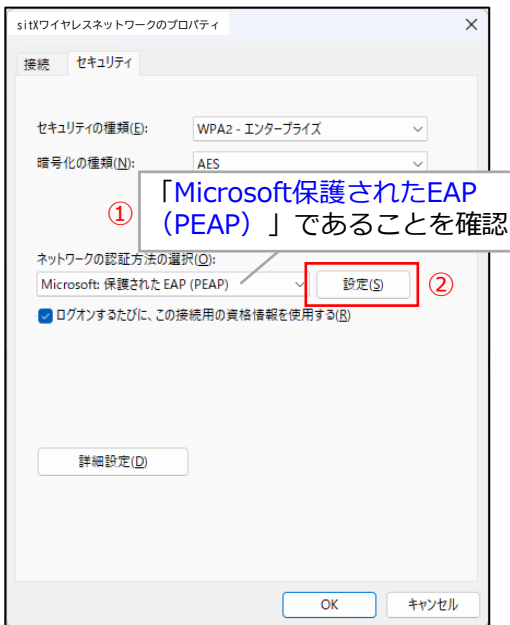 sitXワイヤレスネットワークのプロパティ
接続 セキュリティ
セキュリティの種類(E): WPA2 - エンタープライズ
暗号化の種類(N): AES
① 「Microsoft保護されたEAP
（PEAP）」であることを確認
ネットワークの認証方法の選択(O):
Microsoft: 保護された EAP (PEAP) 設定(S) ②
ログオンするたびに、この接続用の資格情報を使用する(R)
詳細設定(D)
OK キャンセル